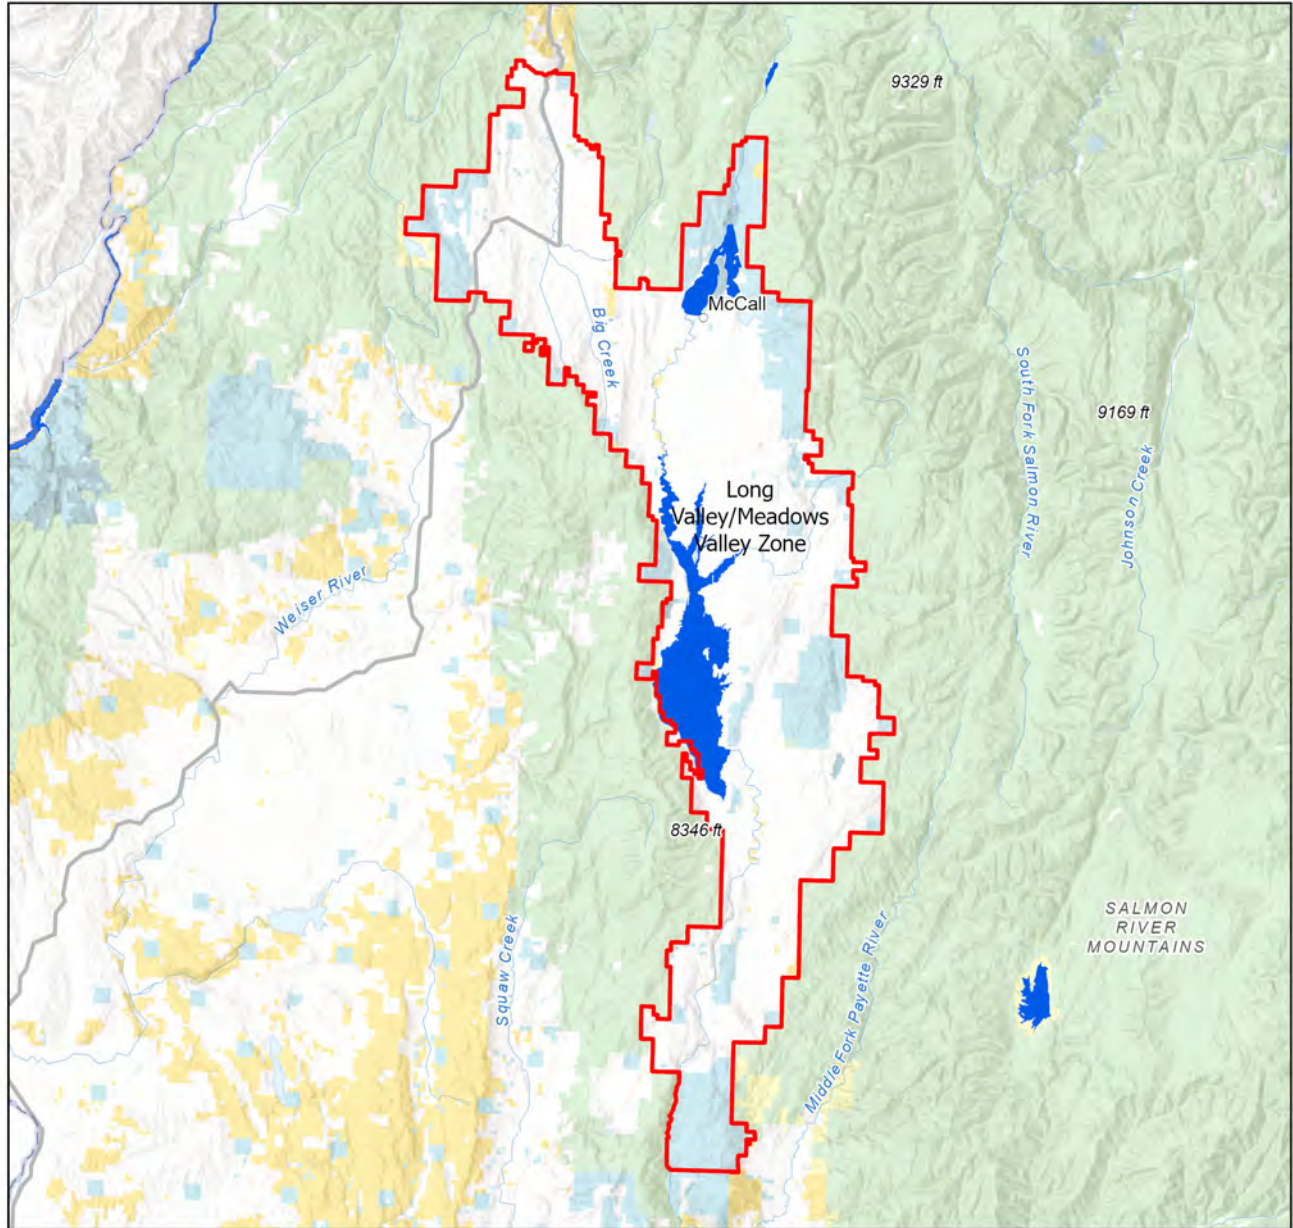 9329 ft
McCall
Big Creek
South Fork Salmon River
9169 ft
Johnson Creek
Long
Valley/Meadows
Valley Zone
Weiser River
8346 ft
Squaw Creek
Middle Fork Payette River
SALMON
RIVER
MOUNTAINS